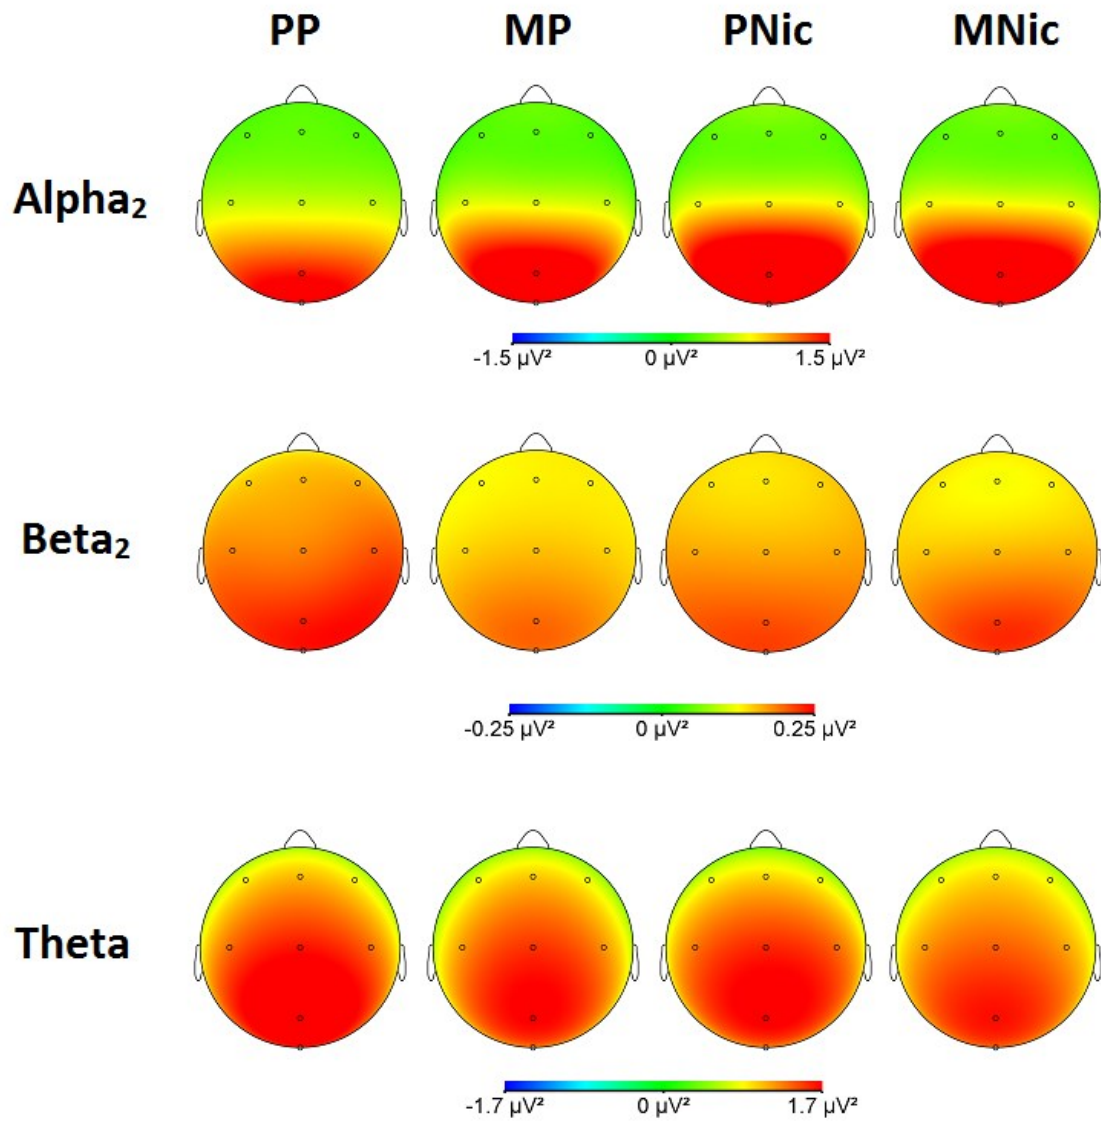 PP MP PNic MNic
Alpha₂
-1.5 µV² 0 µV² 1.5 µV²
Beta₂
-0.25 µV² 0 µV² 0.25 µV²
Theta
-1.7 µV² 0 µV² 1.7 µV²